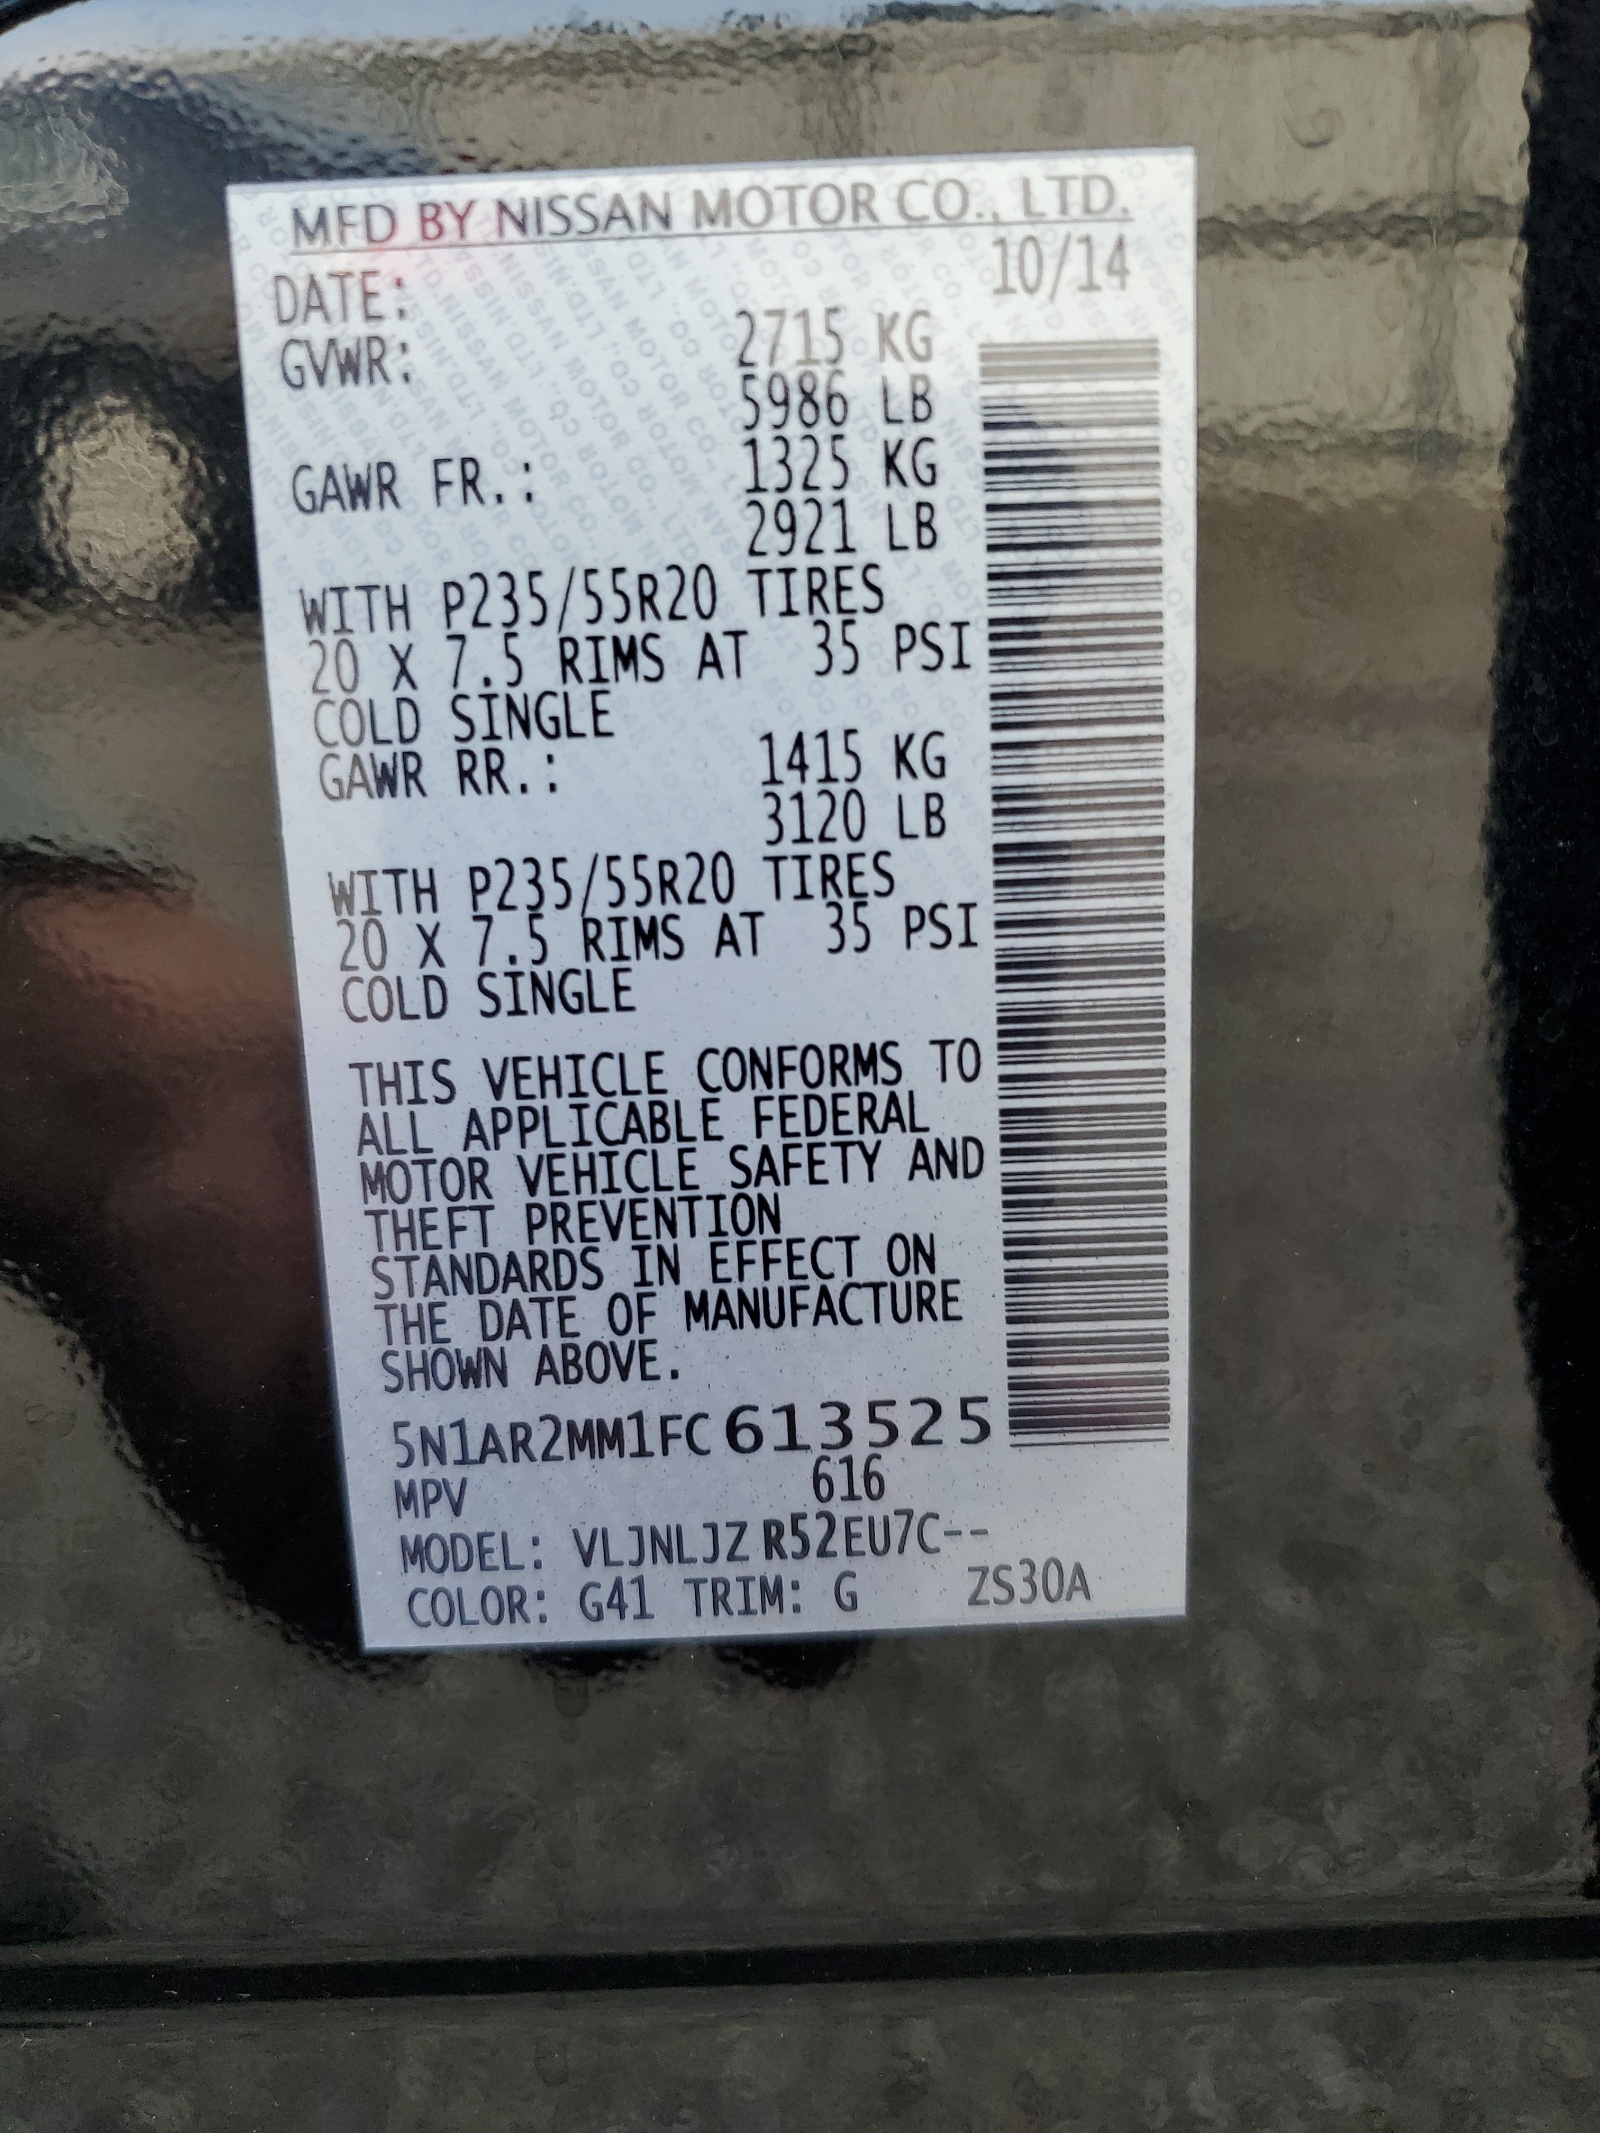 MFD BY NISSAN MOTOR CO., LTD.
DATE: 10/14
GVWR: 2715 KG
5986 LB
GAWR FR.: 1325 KG
2921 LB
WITH P235/55R20 TIRES
20 X 7.5 RIMS AT 35 PSI
COLD SINGLE
GAWR RR.: 1415 KG
3120 LB
WITH P235/55R20 TIRES
20 X 7.5 RIMS AT 35 PSI
COLD SINGLE
THIS VEHICLE CONFORMS TO
ALL APPLICABLE FEDERAL
MOTOR VEHICLE SAFETY AND
THEFT PREVENTION
STANDARDS IN EFFECT ON
THE DATE OF MANUFACTURE
SHOWN ABOVE.
5N1AR2MM1FC613525
MPV 616
MODEL: VLJNLJZ R52EU7C--
COLOR: G41 TRIM: G ZS30A